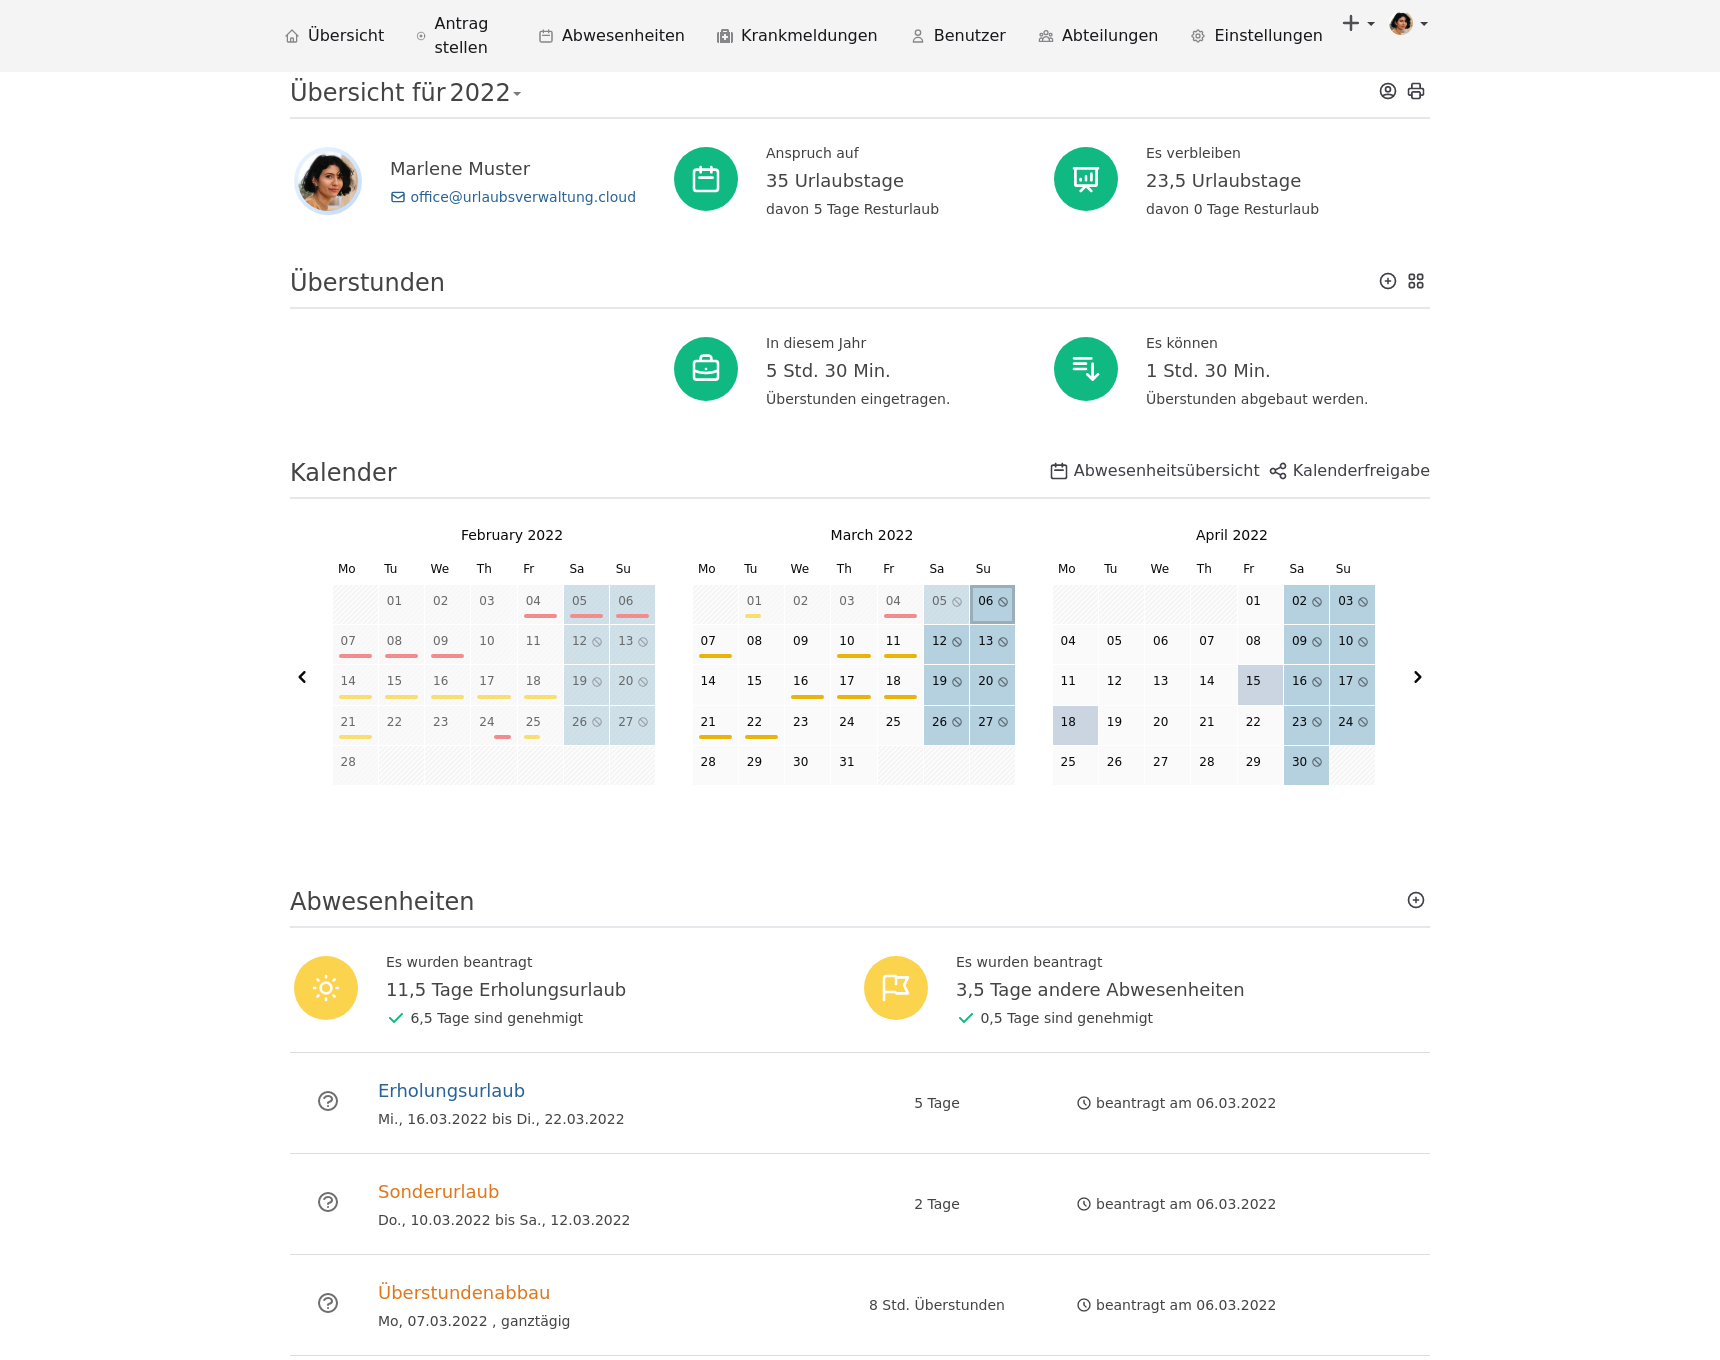 Übersicht
Antrag stellen
Abwesenheiten
Krankmeldungen
Benutzer
Abteilungen
Einstellungen
Übersicht für 2022
Marlene Muster
office@urlaubsverwaltung.cloud
Anspruch auf
35 Urlaubstage
davon 5 Tage Resturlaub
Es verbleiben
23,5 Urlaubstage
davon 0 Tage Resturlaub
Überstunden
In diesem Jahr
5 Std. 30 Min.
Überstunden eingetragen.
Es können
1 Std. 30 Min.
Überstunden abgebaut werden.
Kalender
Abwesenheitsübersicht
Kalenderfreigabe
February 2022
Mo Tu We Th Fr Sa Su
01 02 03 04 05 06
07 08 09 10 11 12 13
14 15 16 17 18 19 20
21 22 23 24 25 26 27
28
March 2022
Mo Tu We Th Fr Sa Su
01 02 03 04 05 06
07 08 09 10 11 12 13
14 15 16 17 18 19 20
21 22 23 24 25 26 27
28 29 30 31
April 2022
Mo Tu We Th Fr Sa Su
01 02 03
04 05 06 07 08 09 10
11 12 13 14 15 16 17
18 19 20 21 22 23 24
25 26 27 28 29 30
Abwesenheiten
Es wurden beantragt
11,5 Tage Erholungsurlaub
6,5 Tage sind genehmigt
Es wurden beantragt
3,5 Tage andere Abwesenheiten
0,5 Tage sind genehmigt
Erholungsurlaub
Mi., 16.03.2022 bis Di., 22.03.2022
5 Tage
beantragt am 06.03.2022
Sonderurlaub
Do., 10.03.2022 bis Sa., 12.03.2022
2 Tage
beantragt am 06.03.2022
Überstundenabbau
Mo, 07.03.2022 , ganztägig
8 Std. Überstunden
beantragt am 06.03.2022